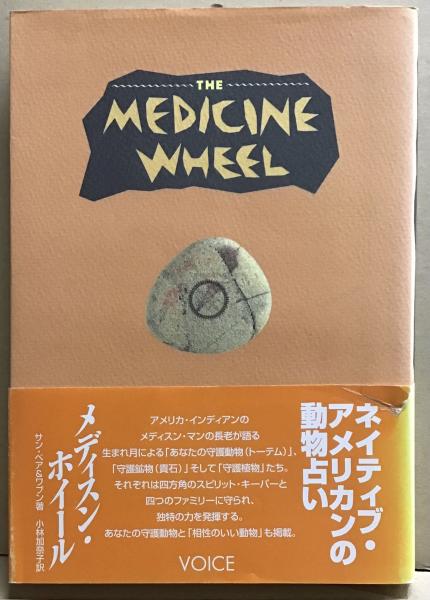 THE
MEDICINE
WHEEL
ネイティブ・
アメリカンの
動物占い
アメリカ・インディアンの
メディスン・マンの長老が語る
生まれ月による「あなたの守護動物(トーテム)」、
「守護鉱物(貴石)」そして「守護植物」たち。
それぞれは四方角のスピリット・キーパーと
四つのファミリーに守られ、
独特の力を発揮する。
あなたの守護動物と「相性のいい動物」も掲載。
メディスン・
ホイール
サン・ベア&ワブン著 小林加奈子訳
VOICE